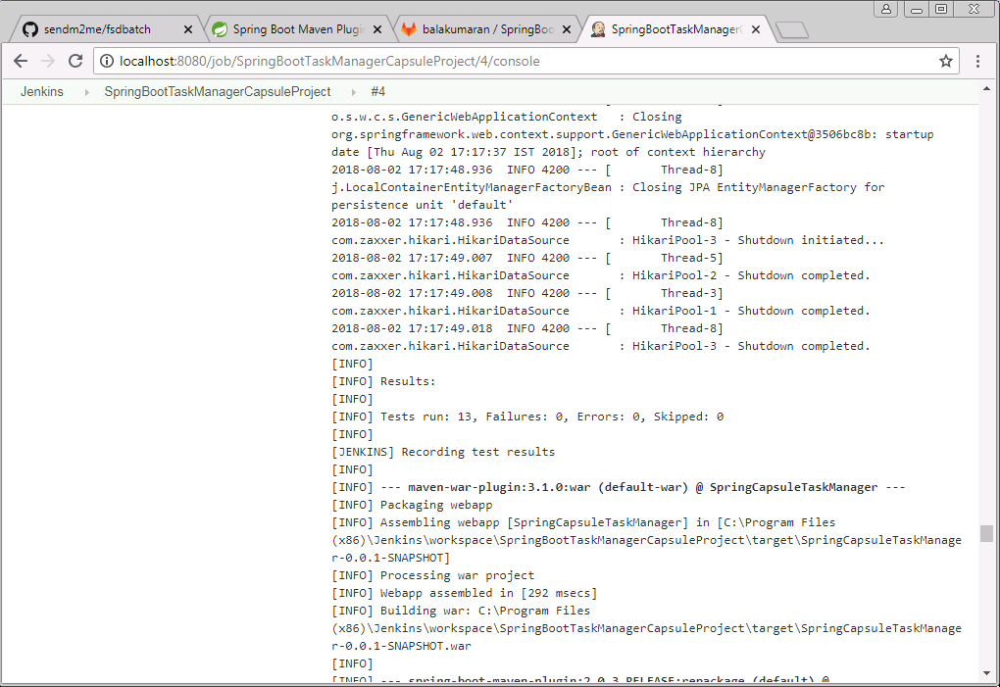 sendm2me/fsdbatch
Spring Boot Maven Plugi
balakumaran / SpringBoo
SpringBootTaskManagerC
localhost:8080/job/SpringBootTaskManagerCapsuleProject/4/console
Jenkins SpringBootTaskManagerCapsuleProject #4
o.s.w.c.s.GenericWebApplicationContext   : Closing
org.springframework.web.context.support.GenericWebApplicationContext@3506bc8b: startup
date [Thu Aug 02 17:17:37 IST 2018]; root of context hierarchy
2018-08-02 17:17:48.936  INFO 4200 --- [       Thread-8]
j.LocalContainerEntityManagerFactoryBean : Closing JPA EntityManagerFactory for
persistence unit 'default'
2018-08-02 17:17:48.936  INFO 4200 --- [       Thread-8]
com.zaxxer.hikari.HikariDataSource       : HikariPool-3 - Shutdown initiated...
2018-08-02 17:17:49.007  INFO 4200 --- [       Thread-5]
com.zaxxer.hikari.HikariDataSource       : HikariPool-2 - Shutdown completed.
2018-08-02 17:17:49.008  INFO 4200 --- [       Thread-3]
com.zaxxer.hikari.HikariDataSource       : HikariPool-1 - Shutdown completed.
2018-08-02 17:17:49.018  INFO 4200 --- [       Thread-8]
com.zaxxer.hikari.HikariDataSource       : HikariPool-3 - Shutdown completed.
[INFO]
[INFO] Results:
[INFO]
[INFO] Tests run: 13, Failures: 0, Errors: 0, Skipped: 0
[INFO]
[JENKINS] Recording test results
[INFO]
[INFO] --- maven-war-plugin:3.1.0:war (default-war) @ SpringCapsuleTaskManager ---
[INFO] Packaging webapp
[INFO] Assembling webapp [SpringCapsuleTaskManager] in [C:\Program Files
(x86)\Jenkins\workspace\SpringBootTaskManagerCapsuleProject\target\SpringCapsuleTaskManage
r-0.0.1-SNAPSHOT]
[INFO] Processing war project
[INFO] Webapp assembled in [292 msecs]
[INFO] Building war: C:\Program Files
(x86)\Jenkins\workspace\SpringBootTaskManagerCapsuleProject\target\SpringCapsuleTaskManage
r-0.0.1-SNAPSHOT.war
[INFO]
[INFO] --- spring-boot-maven-plugin:2.0.3.RELEASE:repackage (default) @